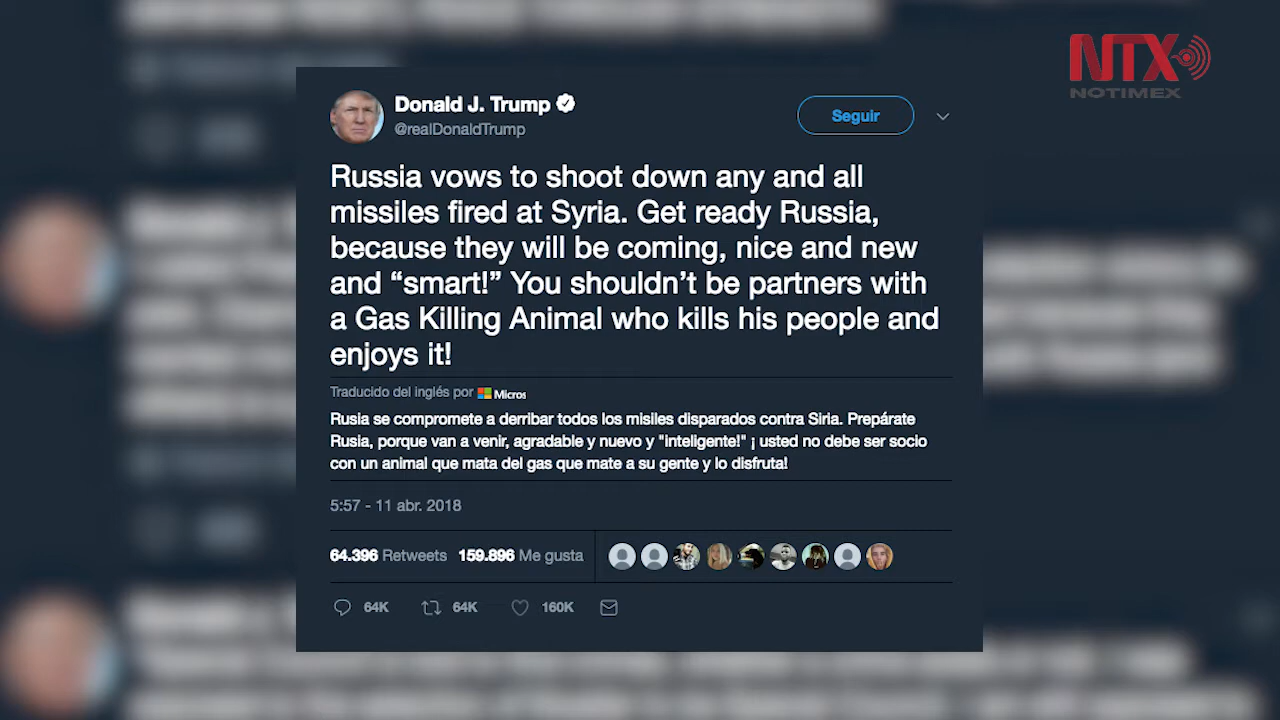 NTX
NOTIMEX
Donald J. Trump
@realDonaldTrump
Seguir
Russia vows to shoot down any and all
missiles fired at Syria. Get ready Russia,
because they will be coming, nice and new
and “smart!” You shouldn’t be partners with
a Gas Killing Animal who kills his people and
enjoys it!
Traducido del inglés por Micros
Rusia se compromete a derribar todos los misiles disparados contra Siria. Prepárate
Rusia, porque van a venir, agradable y nuevo y "inteligente!" ¡ usted no debe ser socio
con un animal que mata del gas que mate a su gente y lo disfruta!
5:57 - 11 abr. 2018
64.396 Retweets 159.896 Me gusta
64K 64K 160K